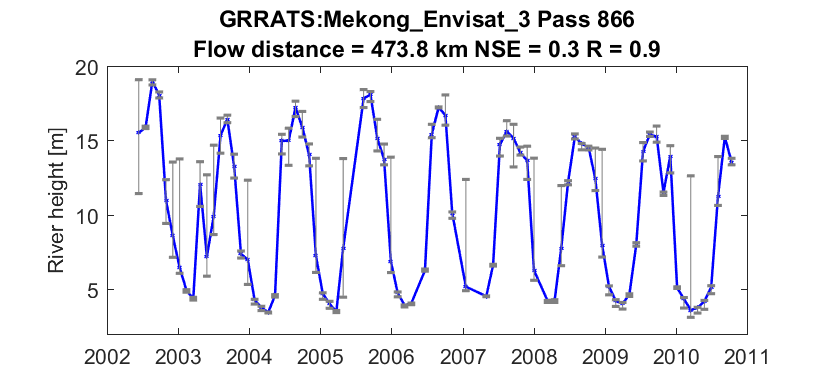 GRRATS:Mekong_Envisat_3 Pass 866
Flow distance = 473.8 km NSE = 0.3 R = 0.9
River height [m]
20
15
10
5
2002 2003 2004 2005 2006 2007 2008 2009 2010 2011